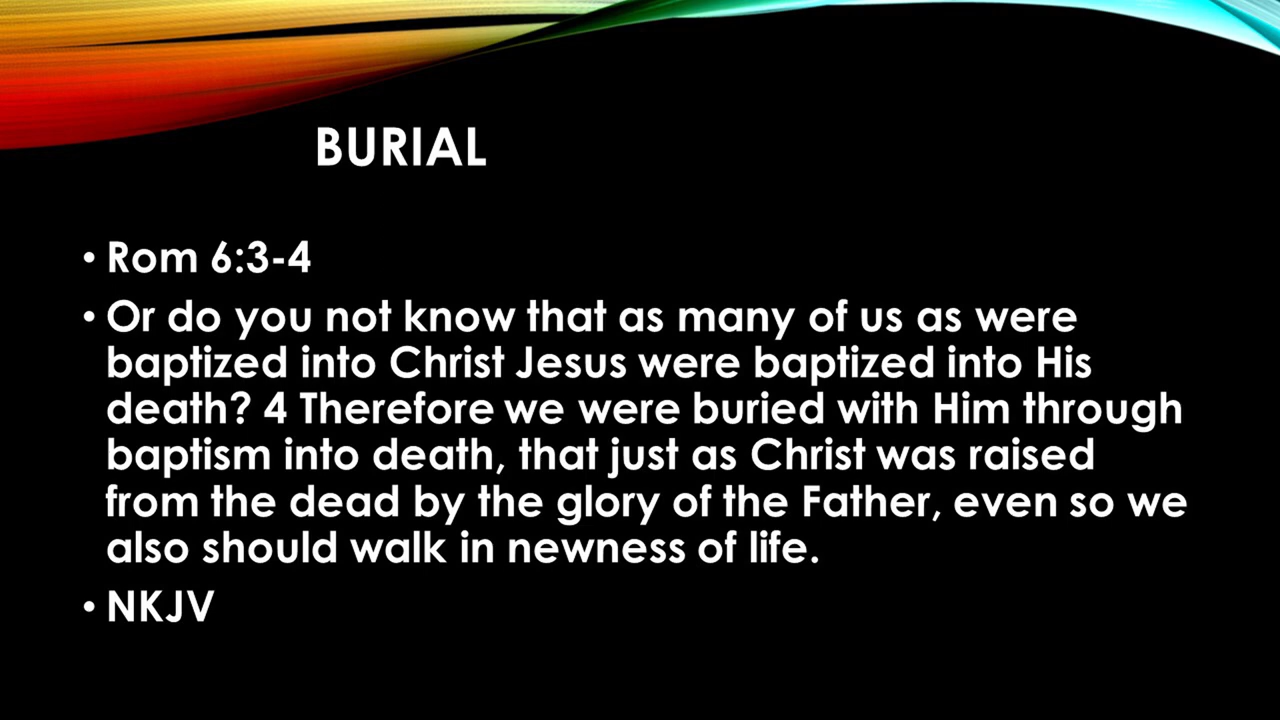 BURIAL
• Rom 6:3-4
• Or do you not know that as many of us as were
baptized into Christ Jesus were baptized into His
death? 4 Therefore we were buried with Him through
baptism into death, that just as Christ was raised
from the dead by the glory of the Father, even so we
also should walk in newness of life.
• NKJV